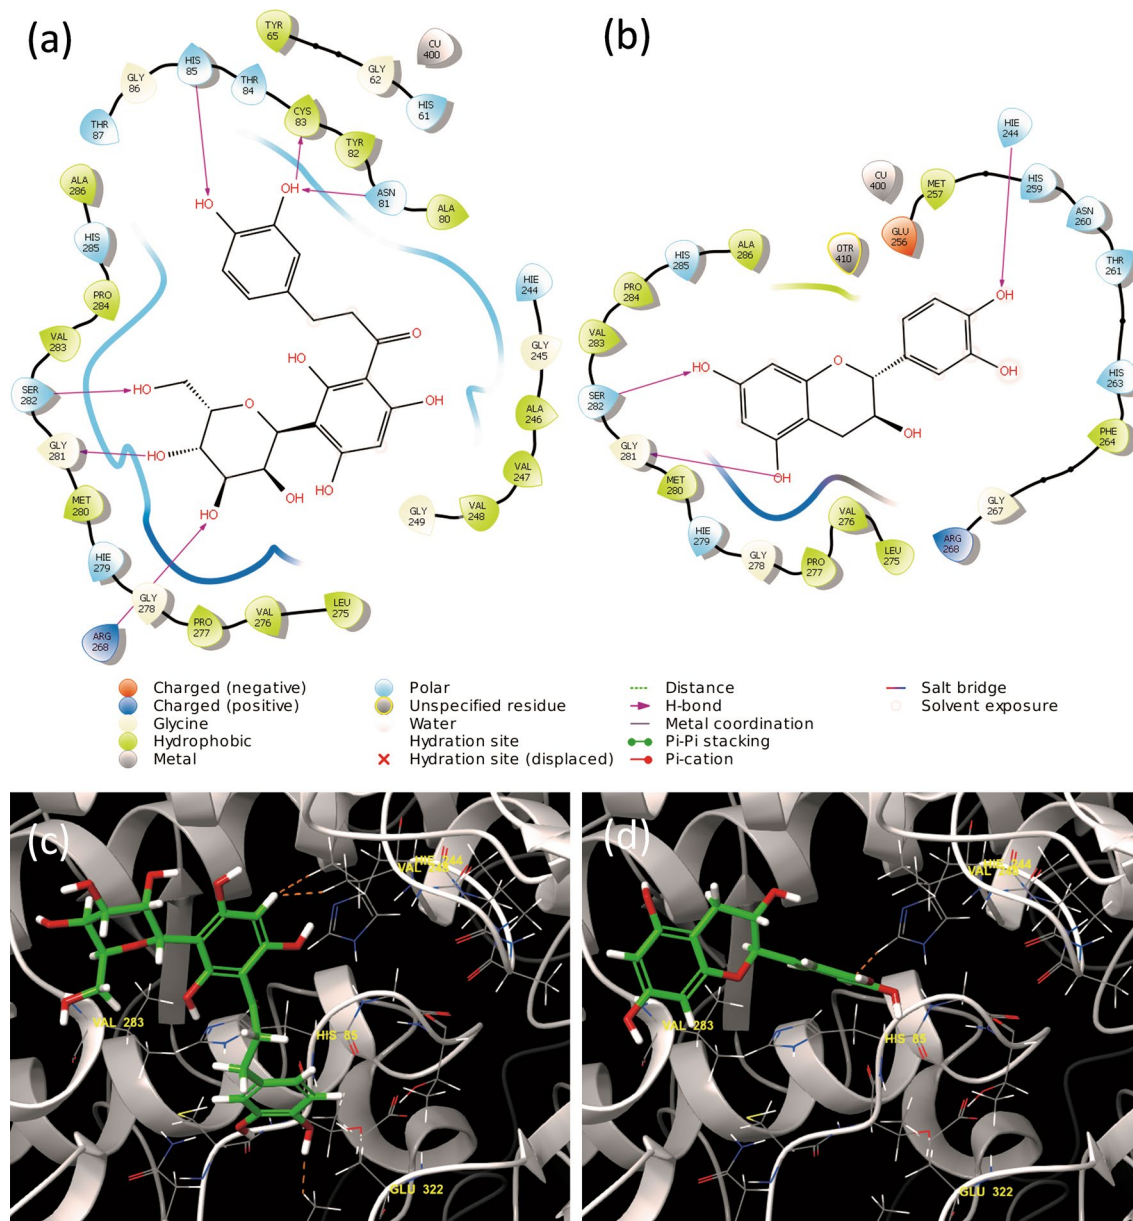 (a)
TYR
65
CU
400
HIS
85
GLY
86
THR
84
GLY
62
THR
87
CYS
83
HIS
61
TYR
82
ALA
286
ASN
81
OH
HO
ALA
80
HIS
285
HIE
244
PRO
284
O
GLY
245
VAL
283
HO
SER
282
HO
ALA
246
O
OH
GLY
281
HO
VAL
247
OH
HO
MET
280
HO
GLY
249
VAL
248
HIE
279
GLY
278
LEU
275
PRO
277
VAL
276
ARG
268
(b)
HIE
244
CU
400
MET
257
HIS
259
ASN
260
GLU
256
ALA
286
0TR
410
HIS
285
THR
261
PRO
284
OH
VAL
283
HO
O
OH
HIS
263
SER
282
OH
PHE
264
GLY
281
OH
MET
280
GLY
267
HIE
279
VAL
276
ARG
268
GLY
278
PRO
277
LEU
275
Charged (negative)
Charged (positive)
Glycine
Hydrophobic
Metal
Polar
Unspecified residue
Water
Hydration site
Hydration site (displaced)
Distance
H-bond
Metal coordination
Pi-Pi stacking
Pi-cation
Salt bridge
Solvent exposure
(c)
HIS 244
VAL 283
HIS 85
GLU 322
(d)
HIS 244
VAL 283
HIS 85
GLU 322